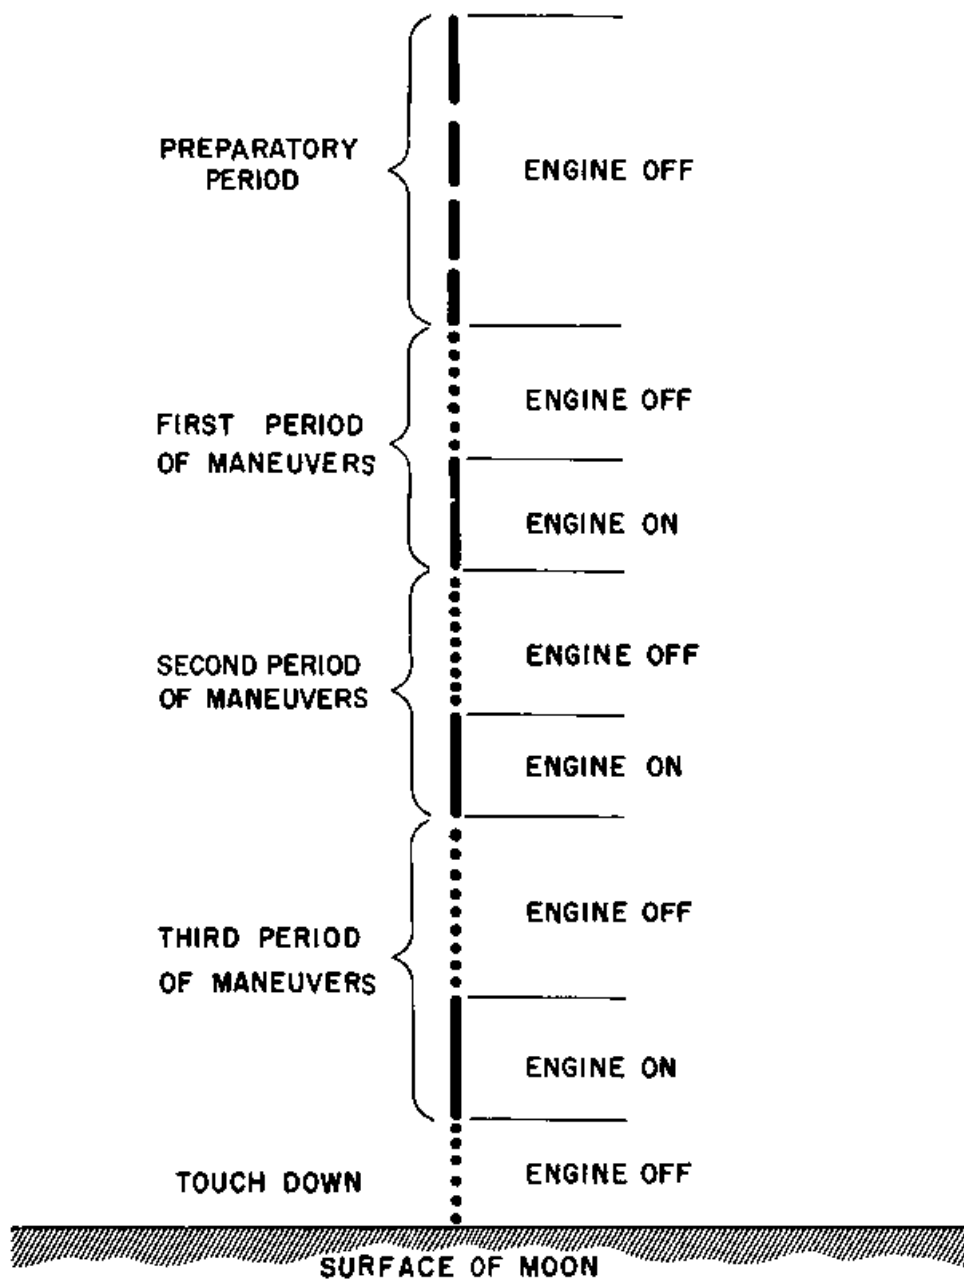 PREPARATORY
PERIOD
ENGINE OFF
FIRST PERIOD
OF MANEUVERS
ENGINE OFF
ENGINE ON
SECOND PERIOD
OF MANEUVERS
ENGINE OFF
ENGINE ON
THIRD PERIOD
OF MANEUVERS
ENGINE OFF
ENGINE ON
TOUCH DOWN
ENGINE OFF
SURFACE OF MOON